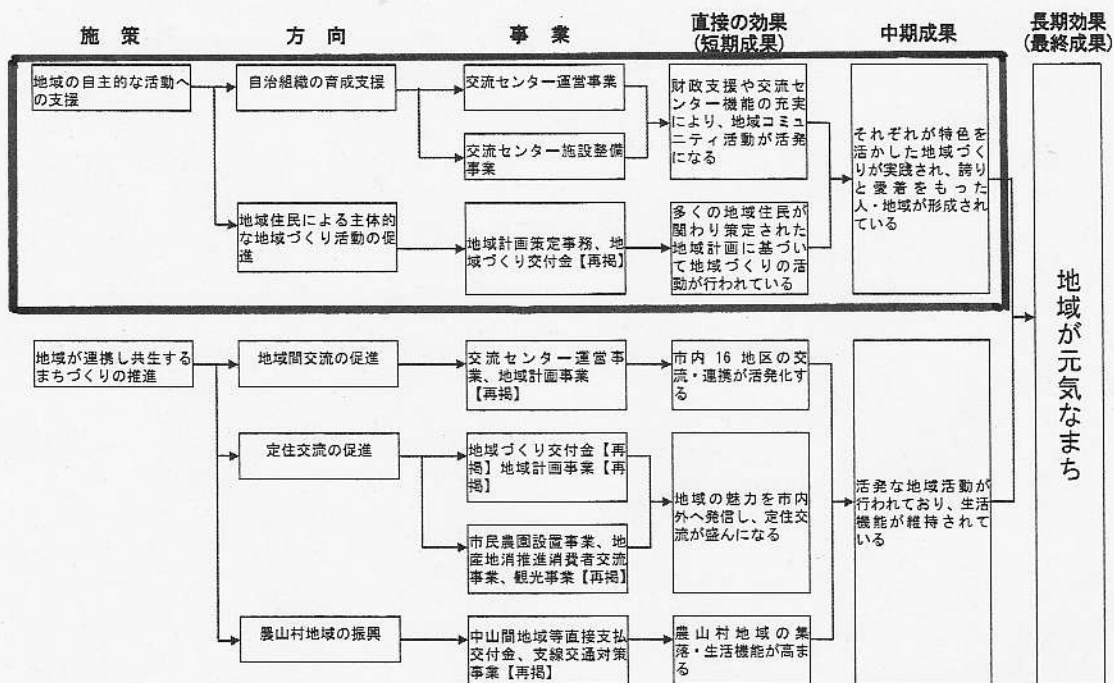 施策
方向
事業
直接の効果
(短期成果)
中期成果
長期効果
(最終成果)
地域の自主的な活動へ
の支援
自治組織の育成支援
交流センター運営事業
財政支援や交流セ
ンター機能の充実
により、地域コミュ
ニティ活動が活発
になる
それぞれが特色を
活かした地域づく
りが実践され、誇り
と愛着をもった
人・地域が形成され
ている
交流センター施設整備
事業
地域住民による主体的
な地域づくり活動の促
進
地域計画策定事務、地
域づくり交付金【再掲】
多くの地域住民が
関わり策定された
地域計画に基づい
て地域づくりの活
動が行われている
地域が元気なまち
地域が連携し共生する
まちづくりの推進
地域間交流の促進
交流センター運営事
業、地域計画事業
【再掲】
市内 16 地区の交
流・連携が活発化す
る
定住交流の促進
地域づくり交付金【再
掲】地域計画事業【再
掲】
地域の魅力を市内
外へ発信し、定住交
流が盛んになる
活発な地域活動が
行われており、生活
機能が維持されて
いる
市民農園設置事業、地
産地消推進消費者交流
事業、観光事業【再掲】
農山村地域の振興
中山間地域等直接支払
交付金、支線交通対策
事業【再掲】
農山村地域の集
落・生活機能が高ま
る